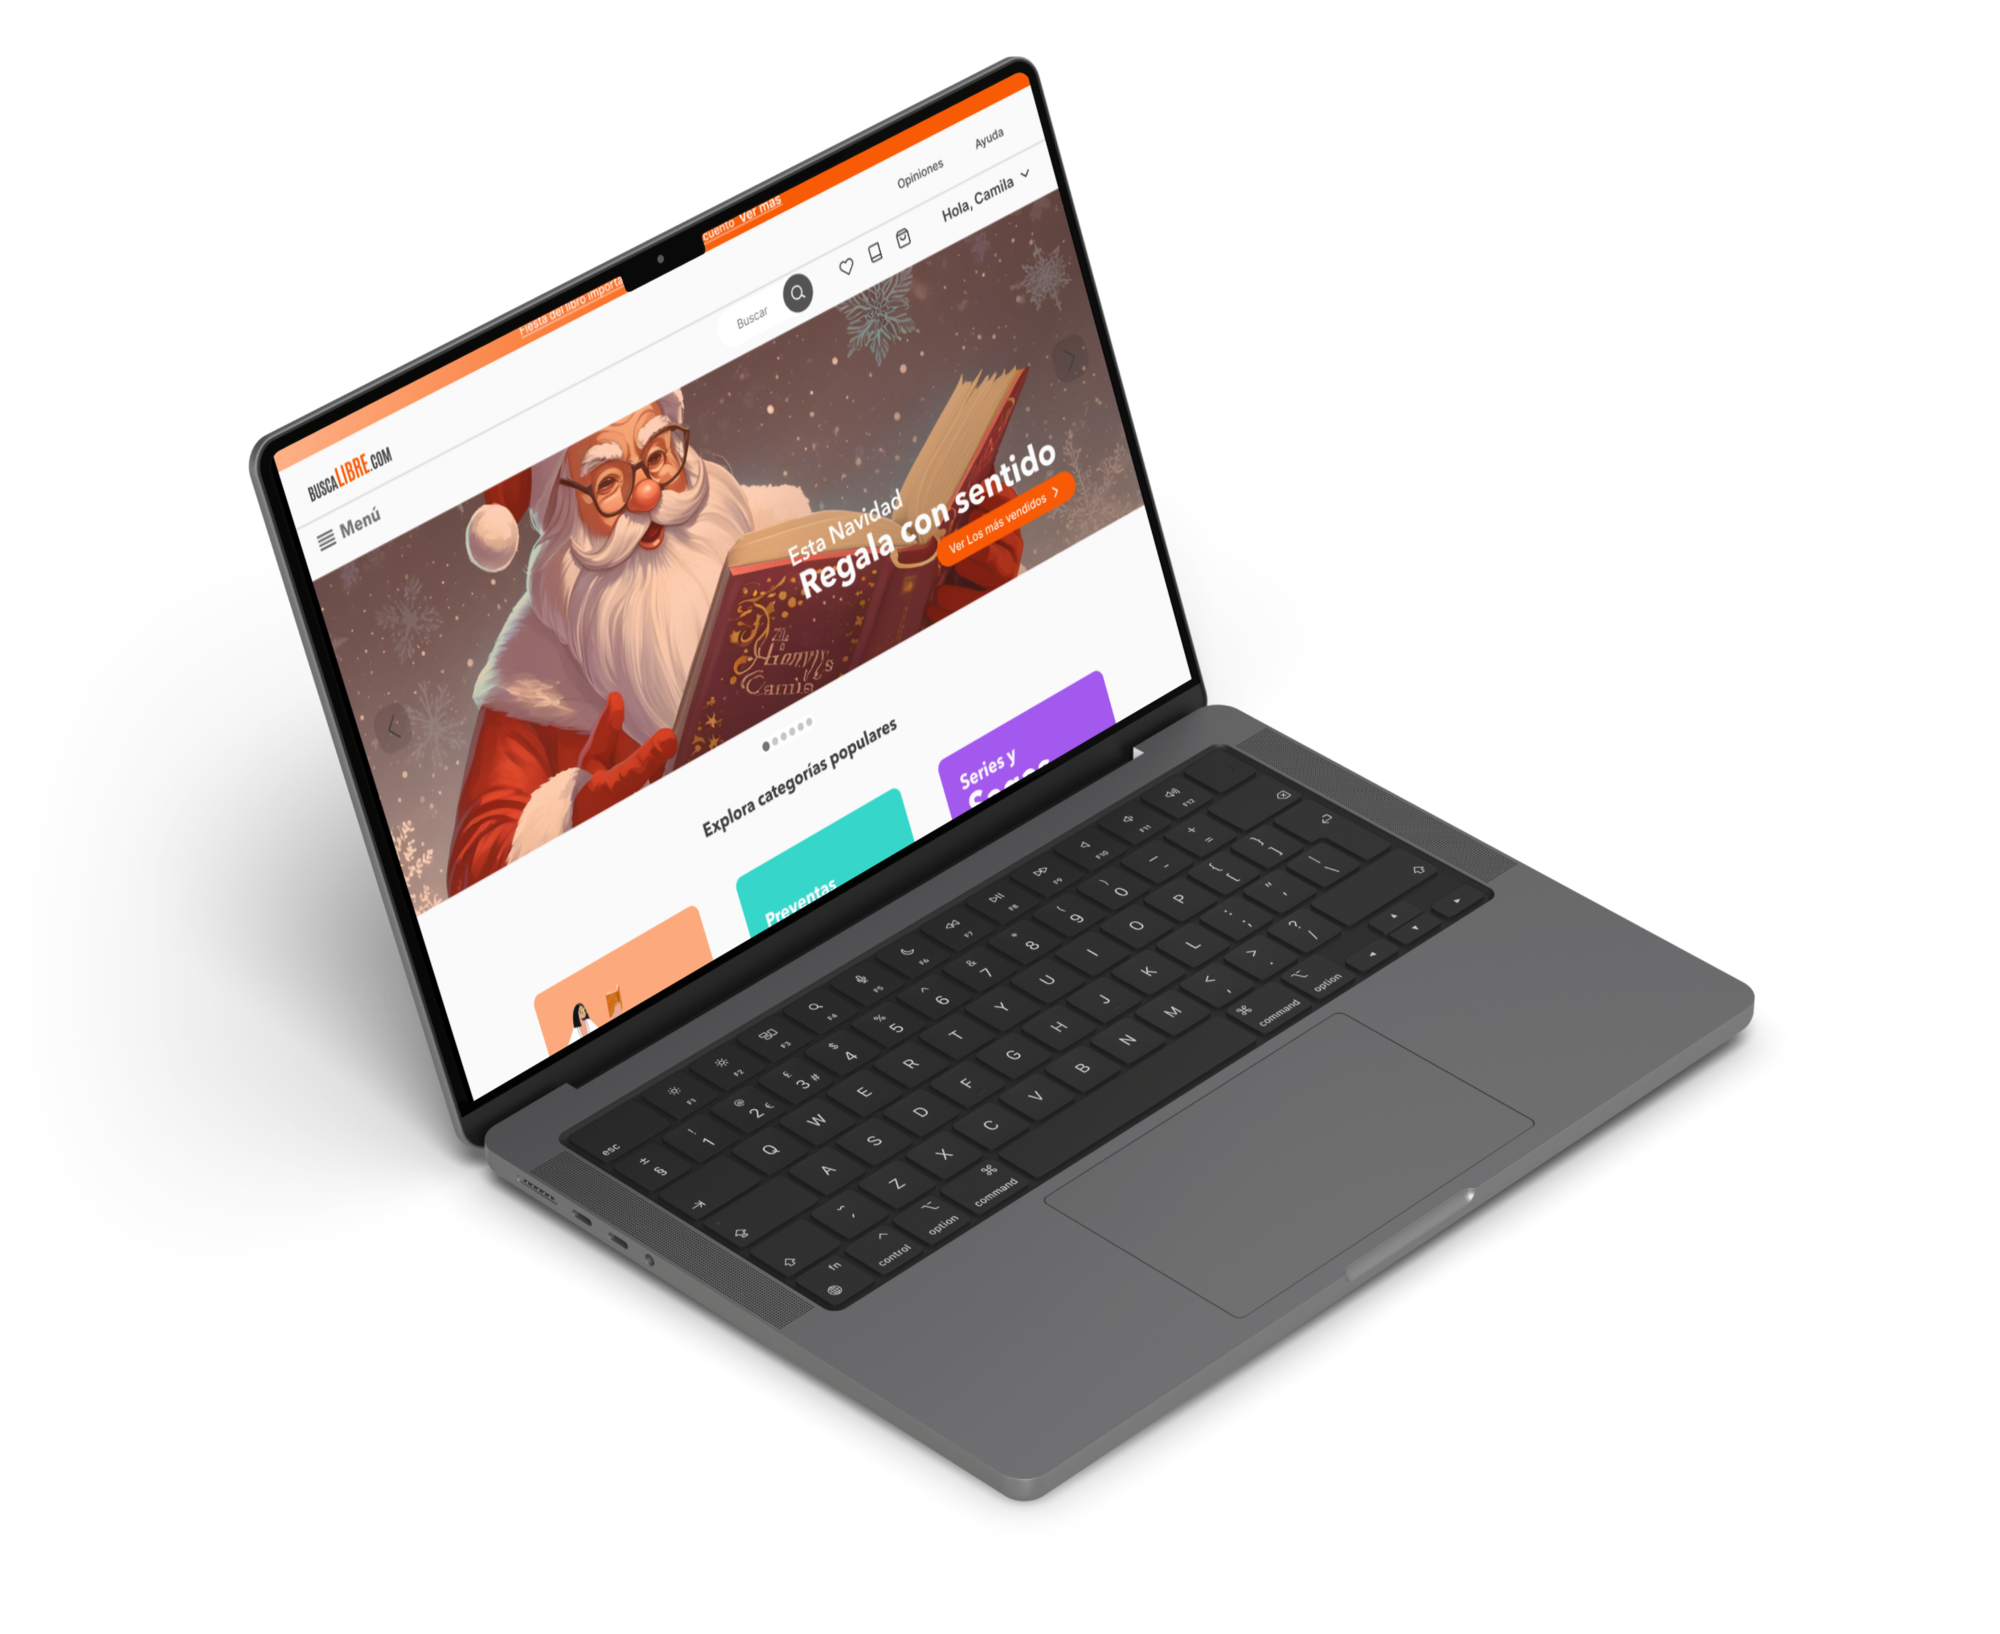 Fiesta del libro importa
cuento Ver más
Opiniones
Ayuda
BUSCALIBRE.COM
Buscar
Hola, Camila
Menú
Esta Navidad
Regala con sentido
Ver Los más vendidos
Explora categorías populares
Preventas
Series y
Sagas
esc
F1
F2
F3
F4
F5
F6
F7
F8
F9
F10
F11
F12
± §
! 1
@ 2 €
£ 3 #
$ 4
% 5
^ 6
& 7
* 8
( 9
) 0
_ -
+ =
Q W E R T Y U I O P { [ } ]
A S D F G H J K L : ; " ' | \
~ ` Z X C V B N M < , > . ? /
fn
control
option
command
command
option